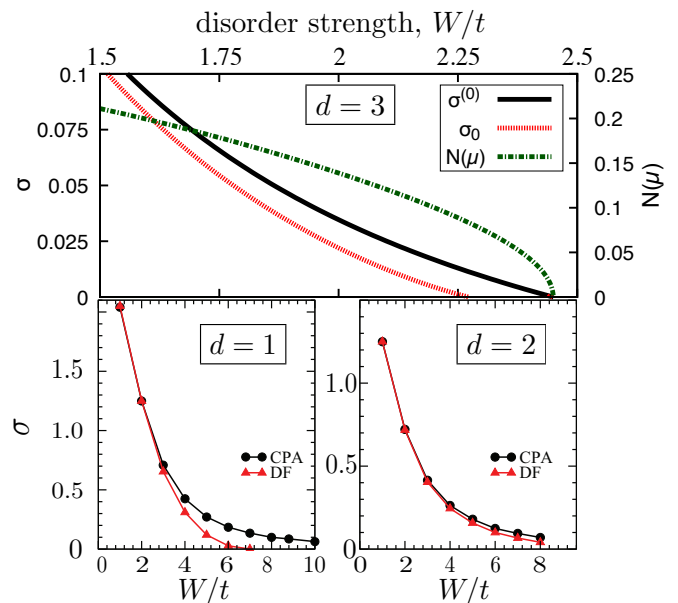 disorder strength, W/t
1.5 1.75 2 2.25 2.5
0.1 0.25
d = 3
σ⁽⁰⁾
σ₀
N(μ)
0.075 0.2
0.15
0.05
0.1
0.025
0.05
0 0
σ
N(μ)
d = 1
1.5
1.0
0.5
0
σ
CPA
DF
0 2 4 6 8 10
W/t
d = 2
1.0
0.5
0.0
CPA
DF
0 2 4 6 8
W/t